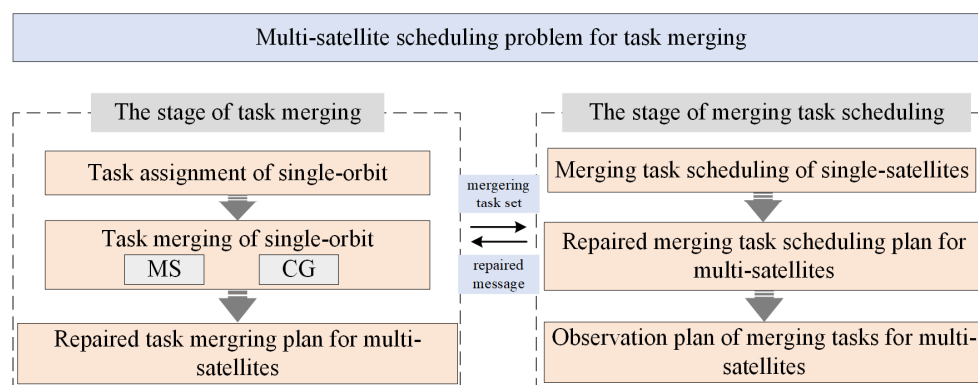 Multi-satellite scheduling problem for task merging
The stage of task merging
Task assignment of single-orbit
Task merging of single-orbit
MS
CG
Repaired task mergring plan for multi-
satellites
mergering
task set
repaired
message
The stage of merging task scheduling
Merging task scheduling of single-satellites
Repaired merging task scheduling plan for
multi-satellites
Observation plan of merging tasks for multi-
satellites